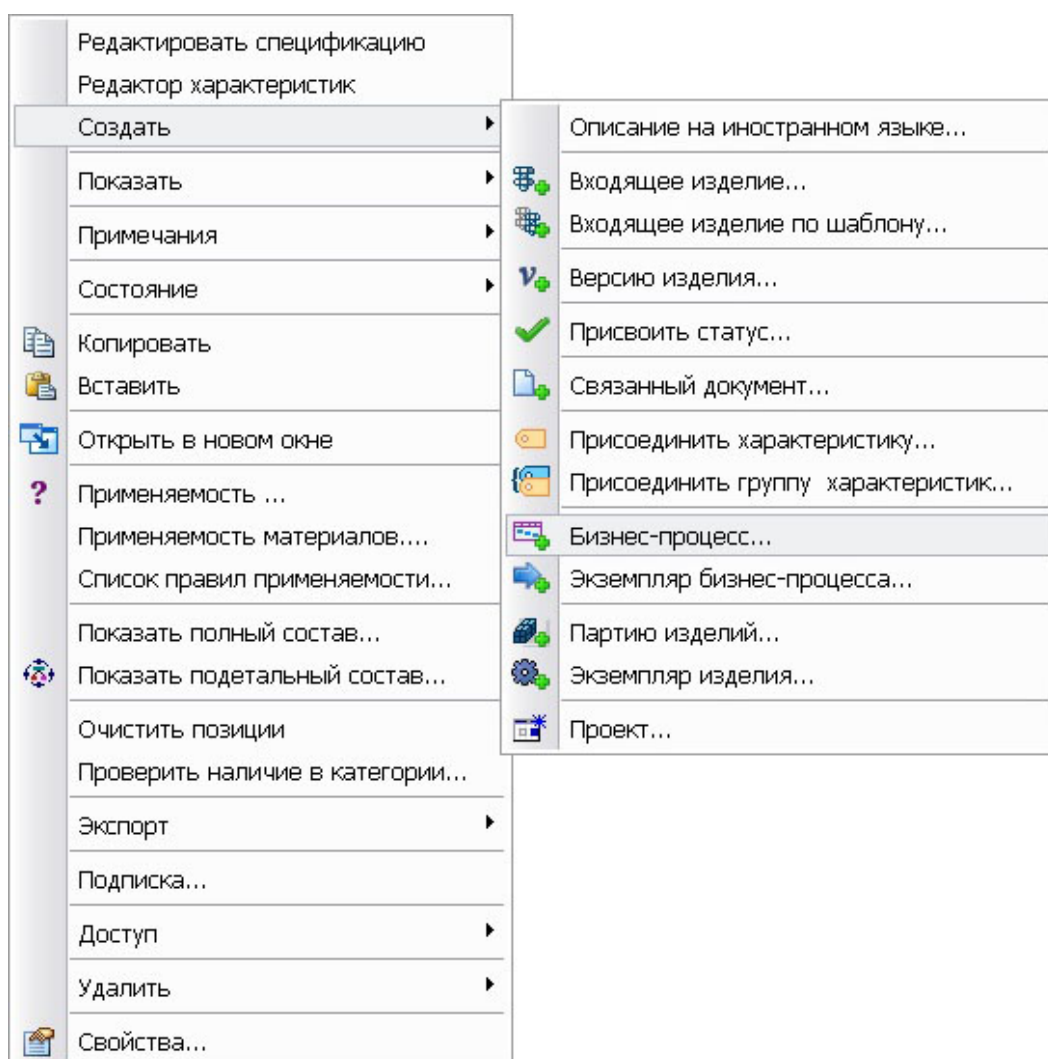 Редактировать спецификацию
Редактор характеристик
Создать
Показать
Примечания
Состояние
Копировать
Вставить
Открыть в новом окне
Применяемость ...
Применяемость материалов....
Список правил применяемости...
Показать полный состав...
Показать подетальный состав...
Очистить позиции
Проверить наличие в категории...
Экспорт
Подписка...
Доступ
Удалить
Свойства...
Описание на иностранном языке...
Входящее изделие...
Входящее изделие по шаблону...
Версию изделия...
Присвоить статус...
Связанный документ...
Присоединить характеристику...
Присоединить группу характеристик...
Бизнес-процесс...
Экземпляр бизнес-процесса...
Партию изделий...
Экземпляр изделия...
Проект...